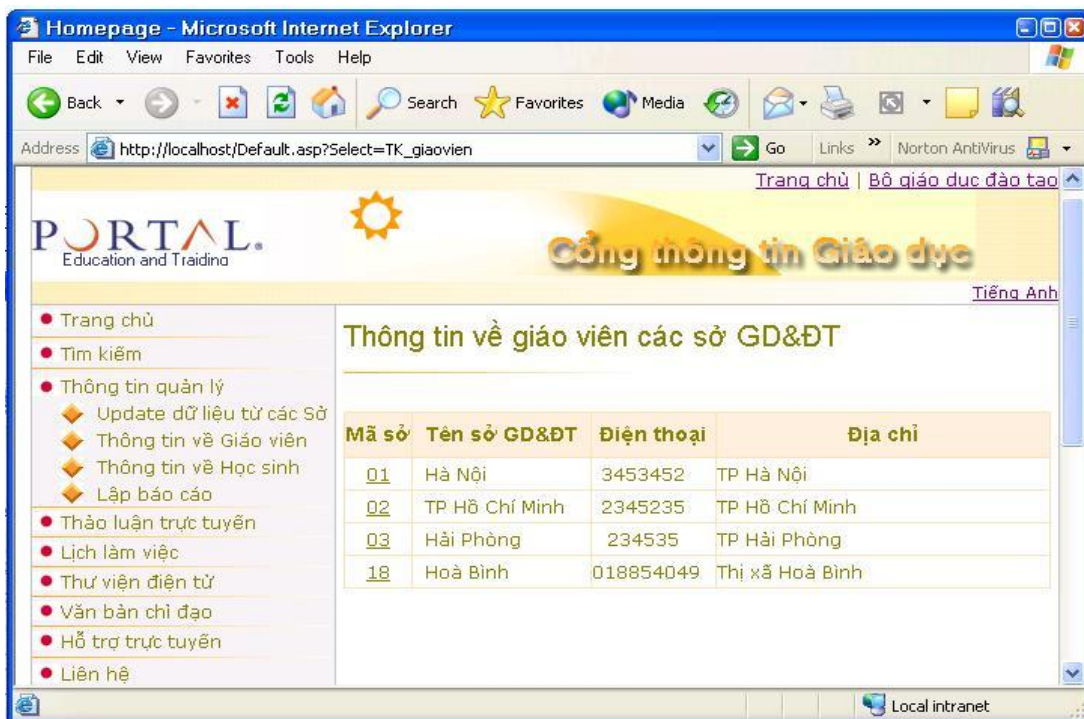 Homepage - Microsoft Internet Explorer
File Edit View Favorites Tools Help
Back Search Favorites Media
Address http://localhost/Default.asp?Select=TK_giaovien Go Links » Norton AntiVirus
Trang chủ | Bộ giáo dục đào tạo
PORTAL.
Education and Traiding
Cổng thông tin Giáo dục
Tiếng Anh
Trang chủ
Tìm kiếm
Thông tin quản lý
Update dữ liệu từ các Sở
Thông tin về Giáo viên
Thông tin về Học sinh
Lập báo cáo
Thảo luận trực tuyến
Lịch làm việc
Thư viện điện tử
Văn bản chỉ đạo
Hỗ trợ trực tuyến
Liên hệ
Thông tin về giáo viên các sở GD&ĐT
Mã sở Tên sở GD&ĐT Điện thoại Địa chỉ
01 Hà Nội 3453452 TP Hà Nội
02 TP Hồ Chí Minh 2345235 TP Hồ Chí Minh
03 Hải Phòng 234535 TP Hải Phòng
18 Hoà Bình 018854049 Thị xã Hoà Bình
Local intranet